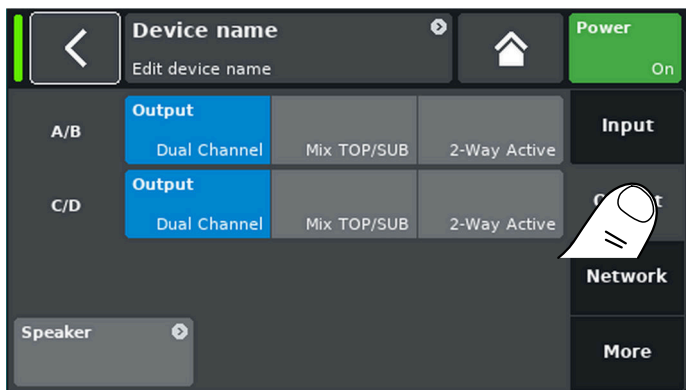 Device name
Edit device name
Power
On
A/B
Output
Dual Channel
Mix TOP/SUB
2-Way Active
Input
C/D
Output
Dual Channel
Mix TOP/SUB
2-Way Active
Network
Speaker
More